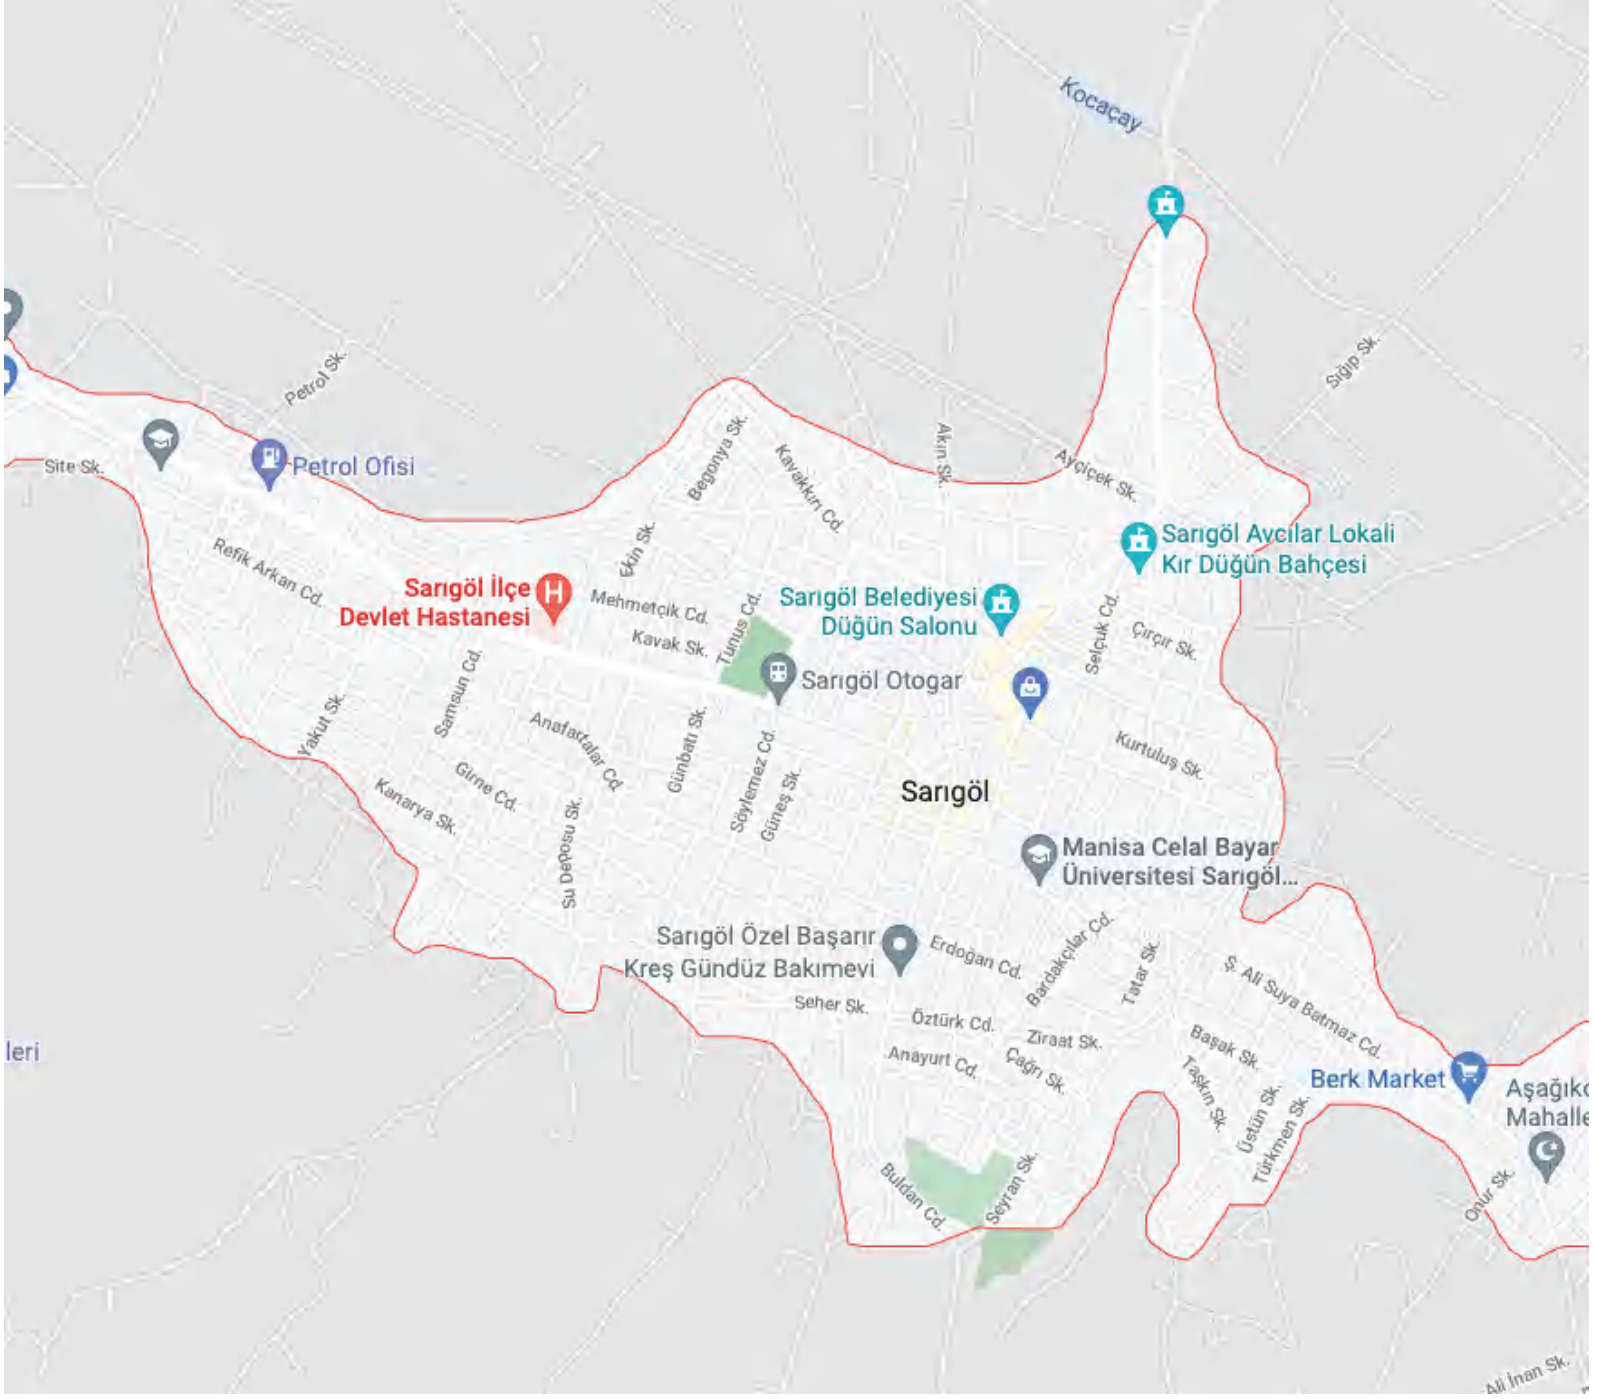 Kocaçay
Sığıp Sk.
Petrol Sk.
Akın Sk.
Begonya Sk.
Kavakkırı Cd.
Ayçiçek Sk.
Site Sk.
Petrol Ofisi
Ekin Sk.
Refik Arkan Cd.
Sarıgöl Avcılar Lokali
Kır Düğün Bahçesi
Sarıgöl İlçe
Devlet Hastanesi
Mehmetçik Cd.
Kavak Sk.
Tunus Cd.
Sarıgöl Belediyesi
Düğün Salonu
Selçuk Cd.
Çırçır Sk.
Sarıgöl Otogar
Samsun Cd.
Yakut Sk.
Anafartalar Cd.
Günbatı Sk.
Söylemez Cd.
Güneş Sk.
Kurtuluş Sk.
Girne Cd.
Kanarya Sk.
Su Deposu Sk.
Sarıgöl
Manisa Celal Bayar
Üniversitesi Sarıgöl...
Sarıgöl Özel Başarır
Kreş Gündüz Bakımevi
Erdoğan Cd.
Bardakçılar Cd.
Tatar Sk.
Ş. Ali Suya Batmaz Cd.
Seher Sk.
Öztürk Cd.
Ziraat Sk.
Başak Sk.
Anayurt Cd.
Çağrı Sk.
Taşkın Sk.
leri
Berk Market
Aşağıko
Mahalle
Üstün Sk.
Türkmen Sk.
Buldan Cd.
Seyran Sk.
Onur Sk.
Ali İnan Sk.